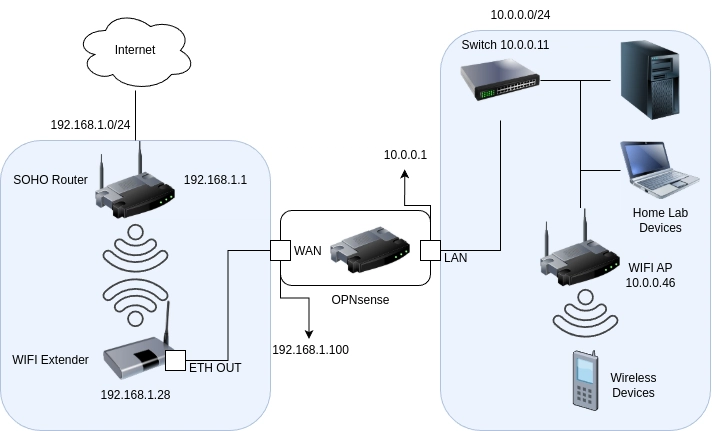 Internet
192.168.1.0/24
SOHO Router
192.168.1.1
WIFI Extender
ETH OUT
192.168.1.28
WAN
LAN
OPNsense
192.168.1.100
10.0.0.1
10.0.0.0/24
Switch 10.0.0.11
Home Lab
Devices
WIFI AP
10.0.0.46
Wireless
Devices